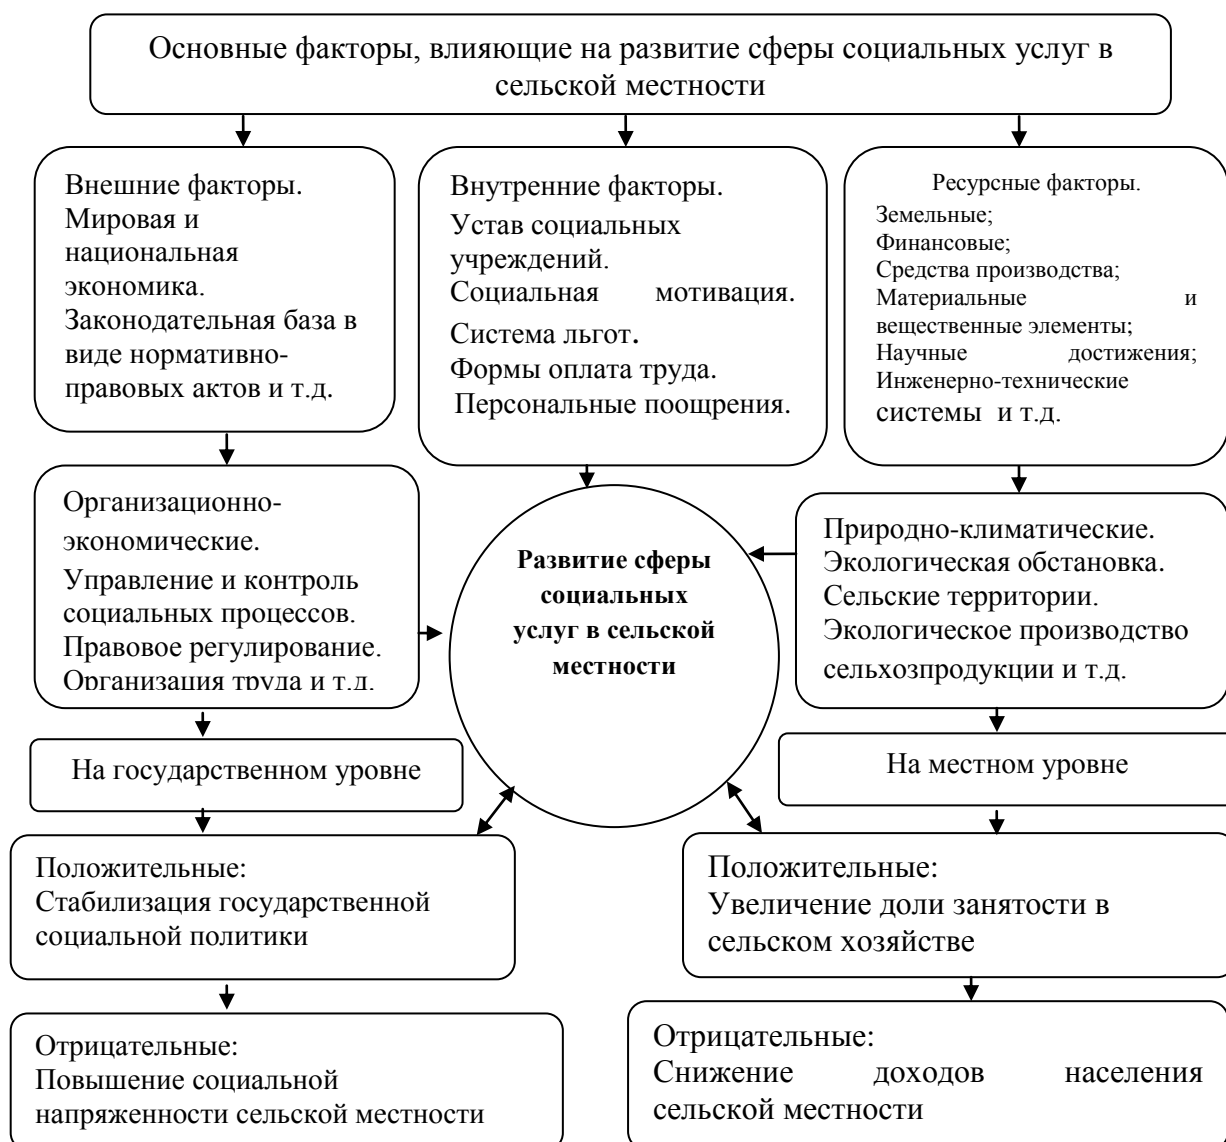 Основные факторы, влияющие на развитие сферы социальных услуг в
сельской местности
Внешние факторы.
Мировая и
национальная
экономика.
Законодательная база в
виде нормативно-
правовых актов и т.д.
Внутренние факторы.
Устав социальных
учреждений.
Социальная мотивация.
Система льгот.
Формы оплата труда.
Персональные поощрения.
Ресурсные факторы.
Земельные;
Финансовые;
Средства производства;
Материальные и
вещественные элементы;
Научные достижения;
Инженерно-технические
системы и т.д.
Организационно-
экономические.
Управление и контроль
социальных процессов.
Правовое регулирование.
Организация труда и т.д.
Развитие сферы
социальных
услуг в сельской
местности
Природно-климатические.
Экологическая обстановка.
Сельские территории.
Экологическое производство
сельхозпродукции и т.д.
На государственном уровне
На местном уровне
Положительные:
Стабилизация государственной
социальной политики
Положительные:
Увеличение доли занятости в
сельском хозяйстве
Отрицательные:
Повышение социальной
напряженности сельской местности
Отрицательные:
Снижение доходов населения
сельской местности